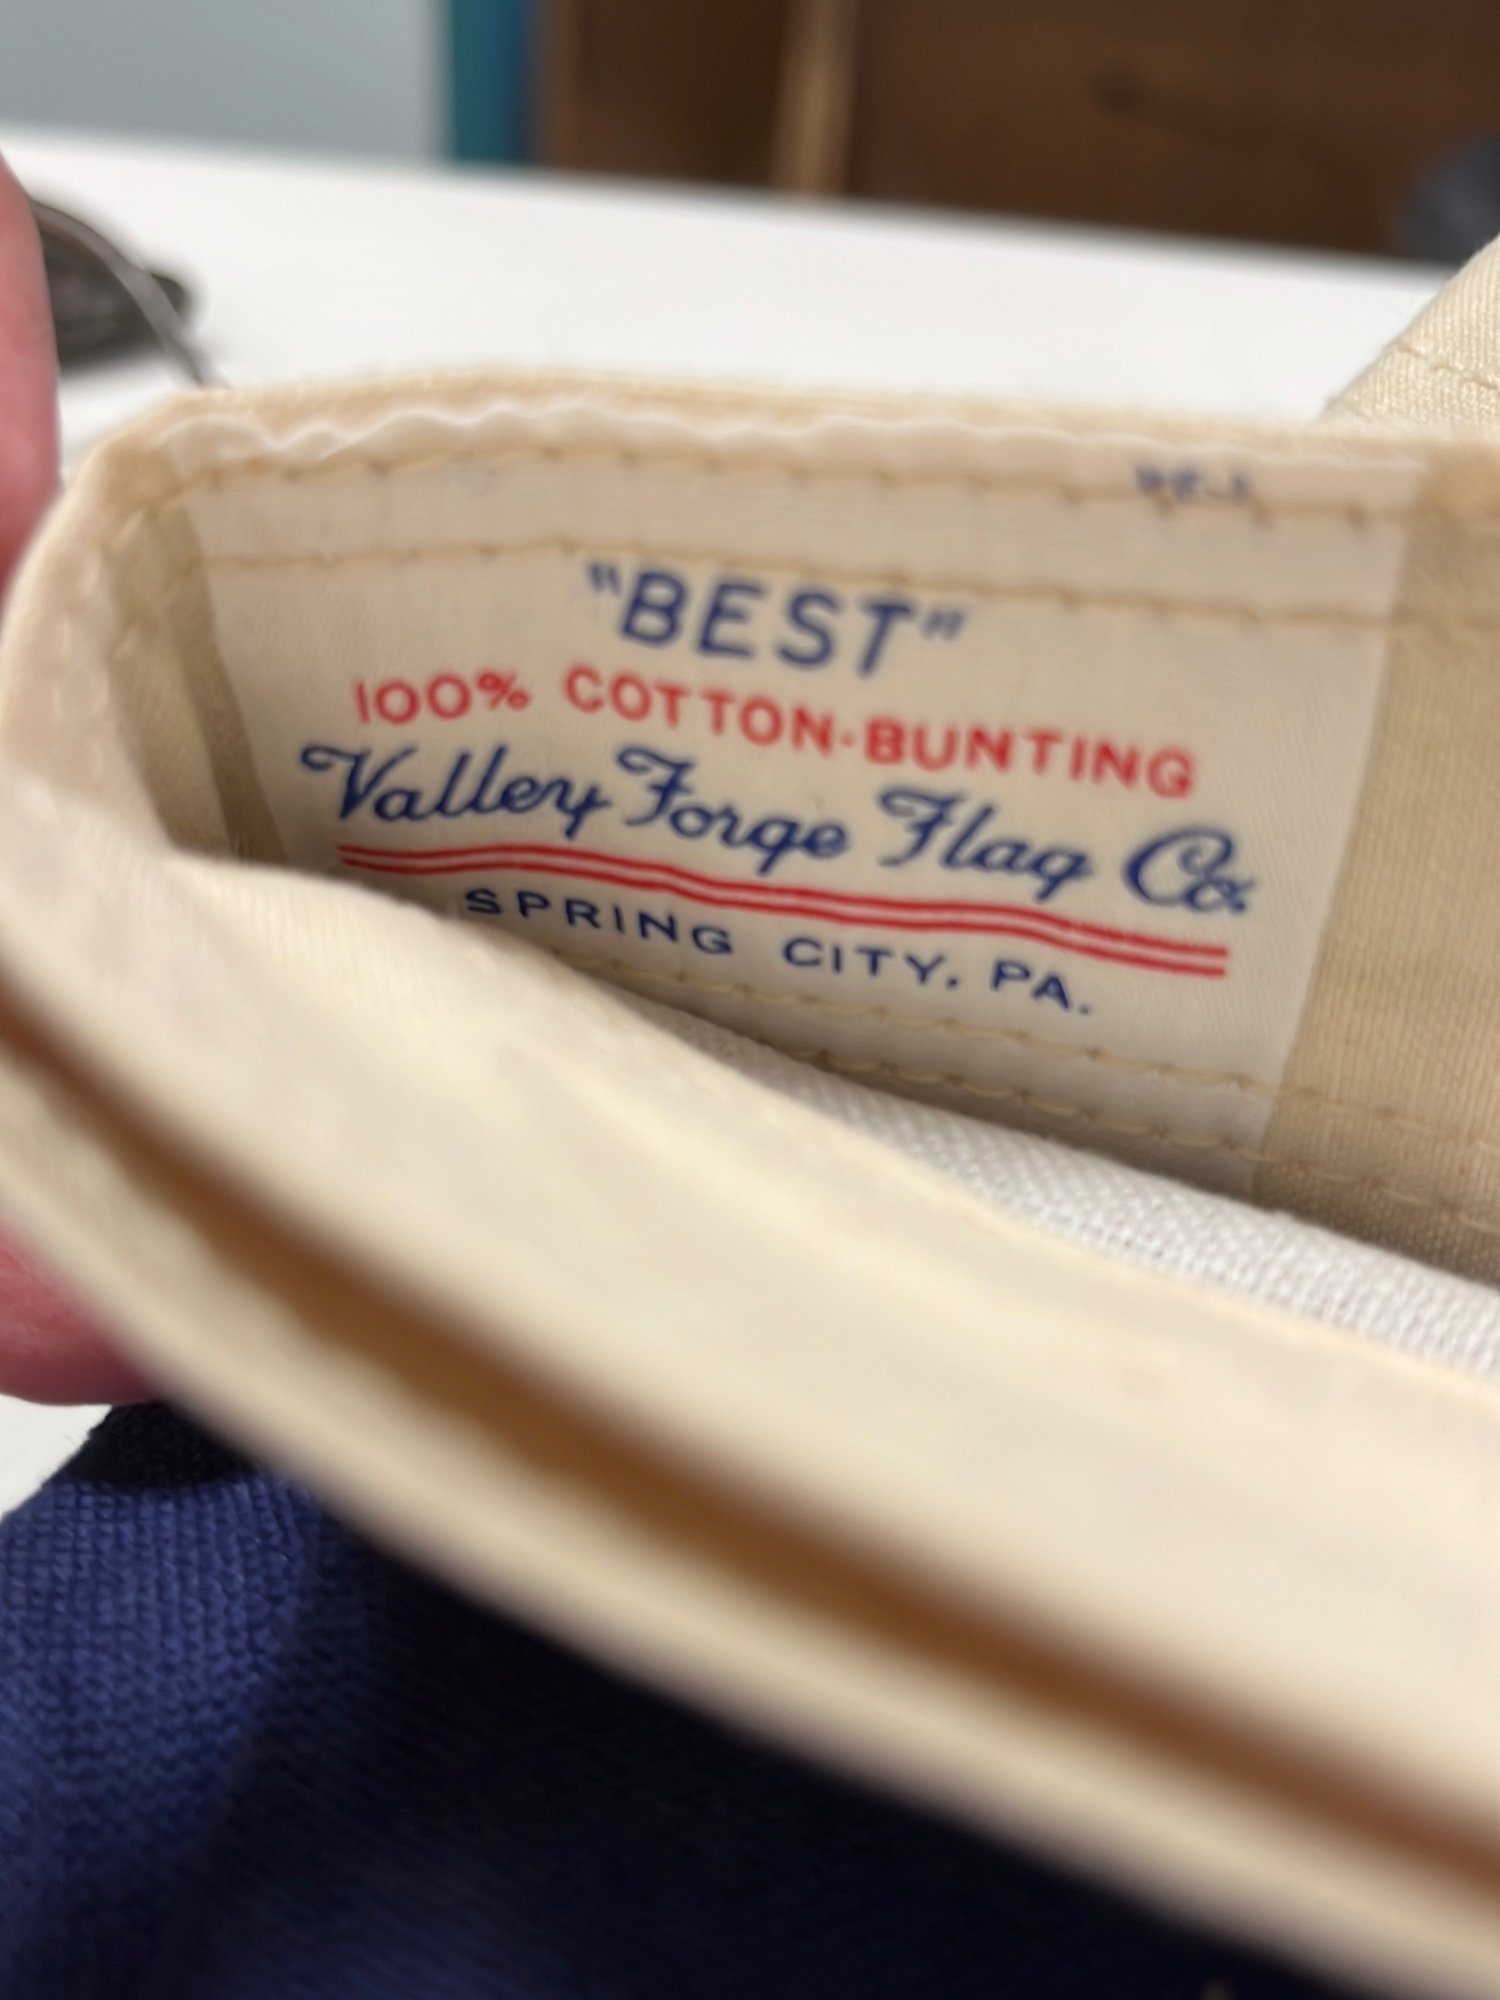 "BEST"
100% COTTON-BUNTING
Valley Forge Flag Co.
SPRING CITY, PA.